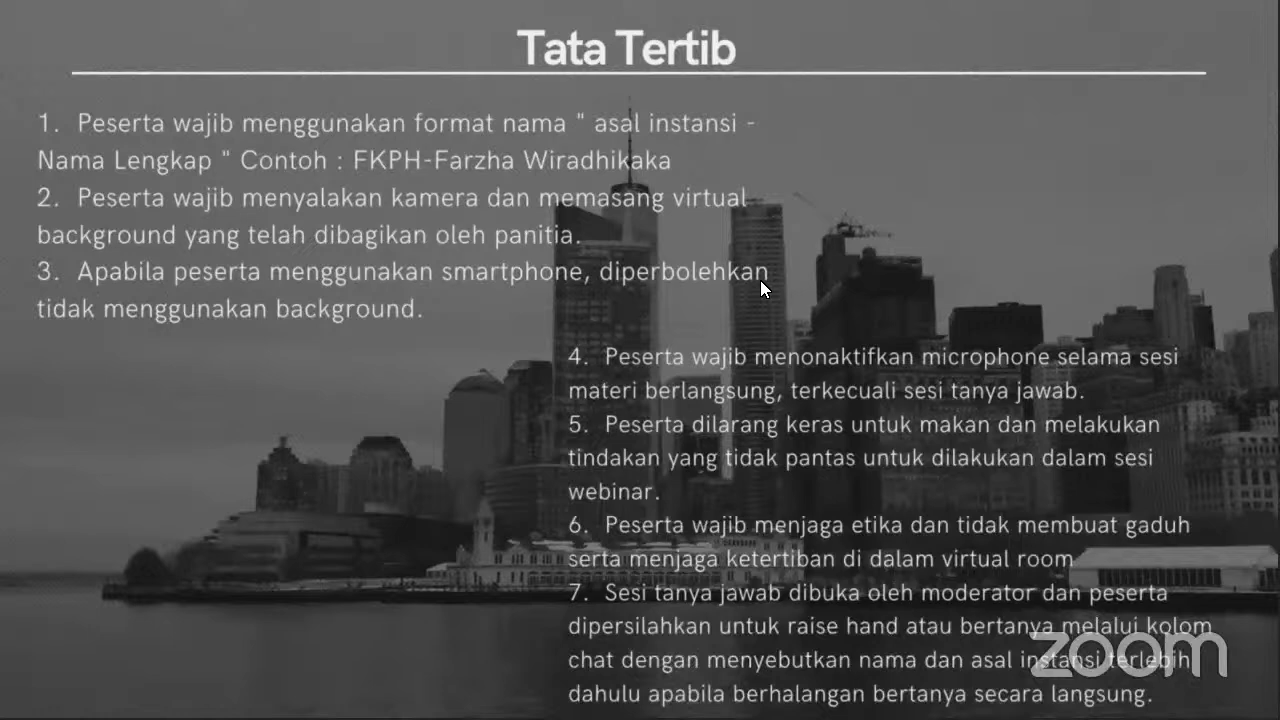 Tata Tertib
1. Peserta wajib menggunakan format nama " asal instansi -
Nama Lengkap " Contoh : FKPH-Farzha Wiradhikaka
2. Peserta wajib menyalakan kamera dan memasang virtual
background yang telah dibagikan oleh panitia.
3. Apabila peserta menggunakan smartphone, diperbolehkan
tidak menggunakan background.
4. Peserta wajib menonaktifkan microphone selama sesi
materi berlangsung, terkecuali sesi tanya jawab.
5. Peserta dilarang keras untuk makan dan melakukan
tindakan yang tidak pantas untuk dilakukan dalam sesi
webinar.
6. Peserta wajib menjaga etika dan tidak membuat gaduh
serta menjaga ketertiban di dalam virtual room
7. Sesi tanya jawab dibuka oleh moderator dan peserta
dipersilahkan untuk raise hand atau bertanya melalui kolom
chat dengan menyebutkan nama dan asal instansi terlebih
dahulu apabila berhalangan bertanya secara langsung.
zoom